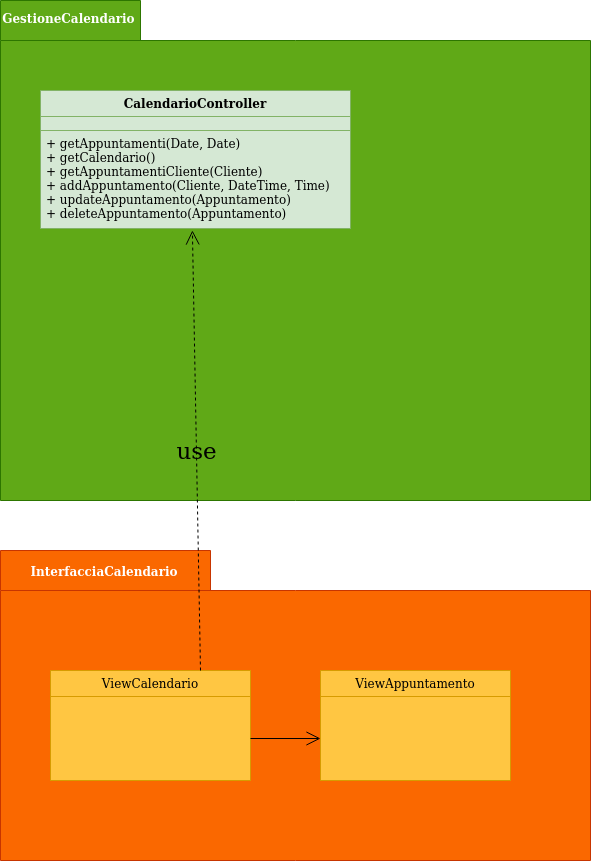 GestioneCalendario
CalendarioController
+ getAppuntamenti(Date, Date)
+ getCalendario()
+ getAppuntamentiCliente(Cliente)
+ addAppuntamento(Cliente, DateTime, Time)
+ updateAppuntamento(Appuntamento)
+ deleteAppuntamento(Appuntamento)
use
InterfacciaCalendario
ViewCalendario
ViewAppuntamento